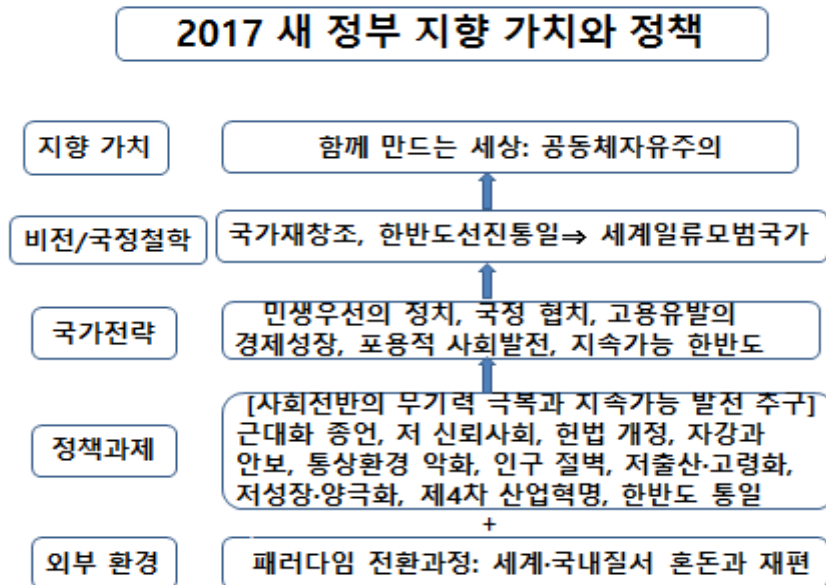 2017 새 정부 지향 가치와 정책
지향 가치
함께 만드는 세상: 공동체자유주의
비전/국정철학
국가재창조, 한반도선진통일⇒ 세계일류모범국가
국가전략
민생우선의 정치, 국정 협치, 고용유발의
경제성장, 포용적 사회발전, 지속가능 한반도
정책과제
[사회전반의 무기력 극복과 지속가능 발전 추구]
근대화 종언, 저 신뢰사회, 헌법 개정, 자강과
안보, 통상환경 악화, 인구 절벽, 저출산·고령화,
저성장·양극화, 제4차 산업혁명, 한반도 통일
+
외부 환경
패러다임 전환과정: 세계·국내질서 혼돈과 재편